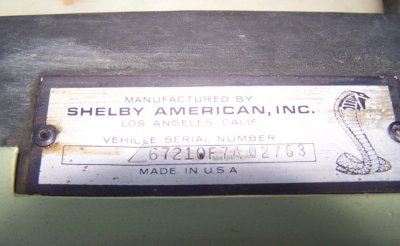 MANUFACTURED BY
SHELBY AMERICAN, INC.
LOS ANGELES, CALIF.
VEHICLE SERIAL NUMBER
67210F7A02763
MADE IN U.S.A